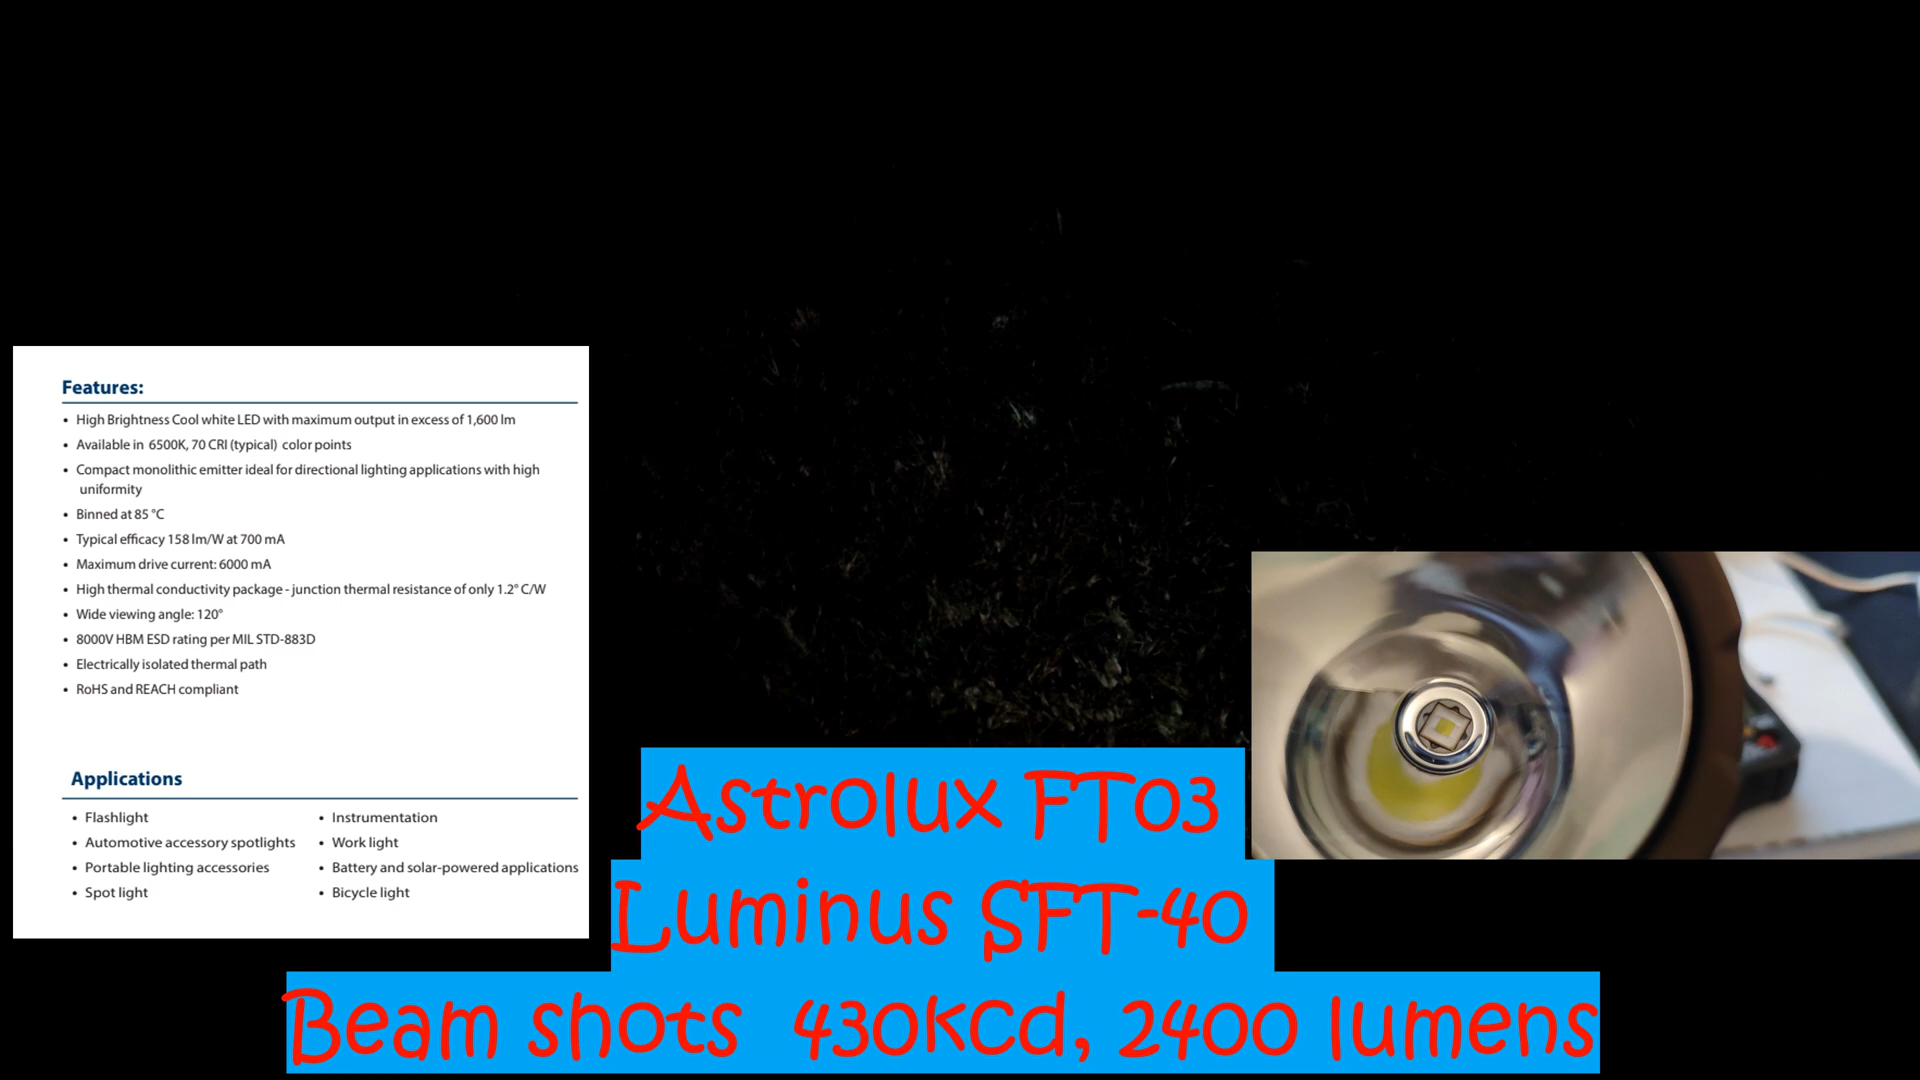 Features:
• High Brightness Cool white LED with maximum output in excess of 1,600 lm
• Available in 6500K, 70 CRI (typical) color points
• Compact monolithic emitter ideal for directional lighting applications with high
uniformity
• Binned at 85 °C
• Typical efficacy 158 lm/W at 700 mA
• Maximum drive current: 6000 mA
• High thermal conductivity package - junction thermal resistance of only 1.2° C/W
• Wide viewing angle: 120°
• 8000V HBM ESD rating per MIL STD-883D
• Electrically isolated thermal path
• RoHS and REACH compliant
Applications
• Flashlight
• Automotive accessory spotlights
• Portable lighting accessories
• Spot light
• Instrumentation
• Work light
• Battery and solar-powered applications
• Bicycle light
Astrolux FT03
Luminus SFT-40
Beam shots 430KCd, 2400 lumens